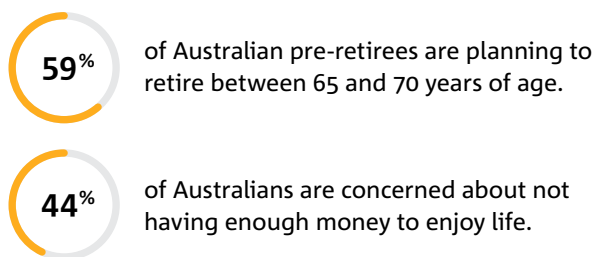 59%
of Australian pre-retirees are planning to
retire between 65 and 70 years of age.
44%
of Australians are concerned about not
having enough money to enjoy life.